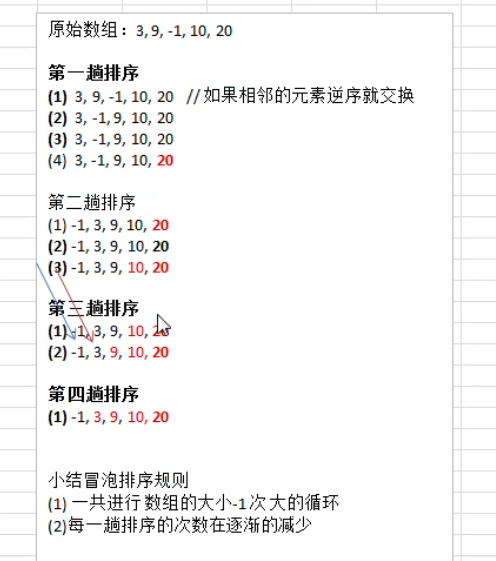 原始数组：3, 9, -1, 10, 20
第一趟排序
(1) 3, 9, -1, 10, 20 // 如果相邻的元素逆序就交换
(2) 3, -1, 9, 10, 20
(3) 3, -1, 9, 10, 20
(4) 3, -1, 9, 10, 20
第二趟排序
(1) -1, 3, 9, 10, 20
(2) -1, 3, 9, 10, 20
(3) -1, 3, 9, 10, 20
第三趟排序
(1) -1, 3, 9, 10, 20
(2) -1, 3, 9, 10, 20
第四趟排序
(1) -1, 3, 9, 10, 20
小结冒泡排序规则
(1) 一共进行数组的大小-1 次 大的循环
(2)每一趟排序的次数在逐渐的减少